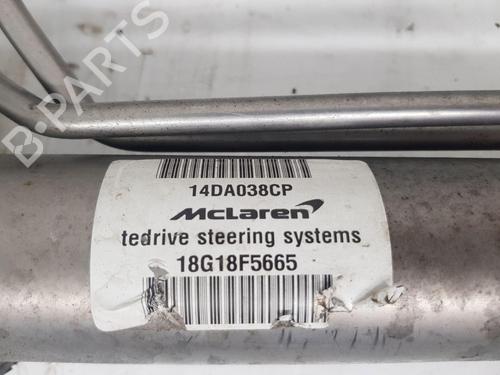 B-PARTS
14DA038CP
McLaren
tedrive steering systems
18G18F5665